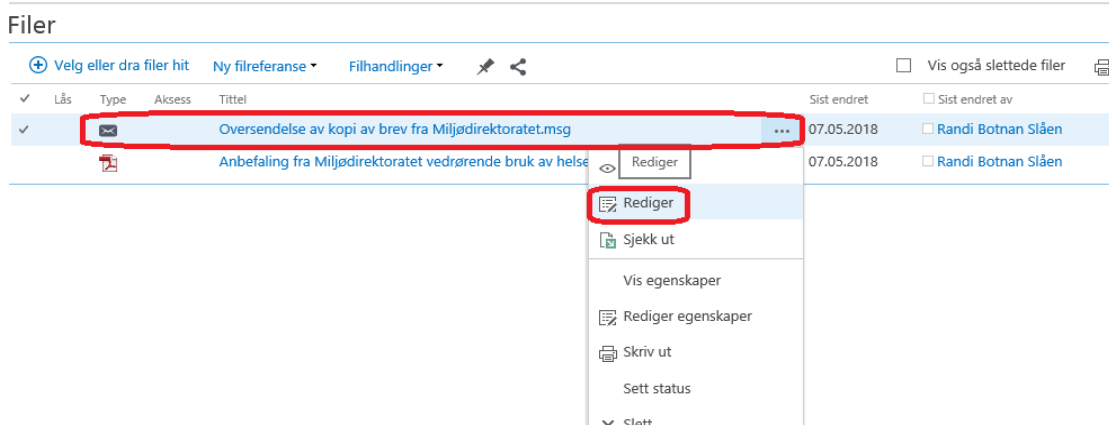 Filer
Velg eller dra filer hit Ny filreferanse Filhandlinger Vis også slettede filer
Lås Type Aksess Tittel Sist endret Sist endret av
Oversendelse av kopi av brev fra Miljødirektoratet.msg ... 07.05.2018 Randi Botnan Slåen
Anbefaling fra Miljødirektoratet vedrørende bruk av helse 07.05.2018 Randi Botnan Slåen
Rediger
Rediger
Sjekk ut
Vis egenskaper
Rediger egenskaper
Skriv ut
Sett status
Slett